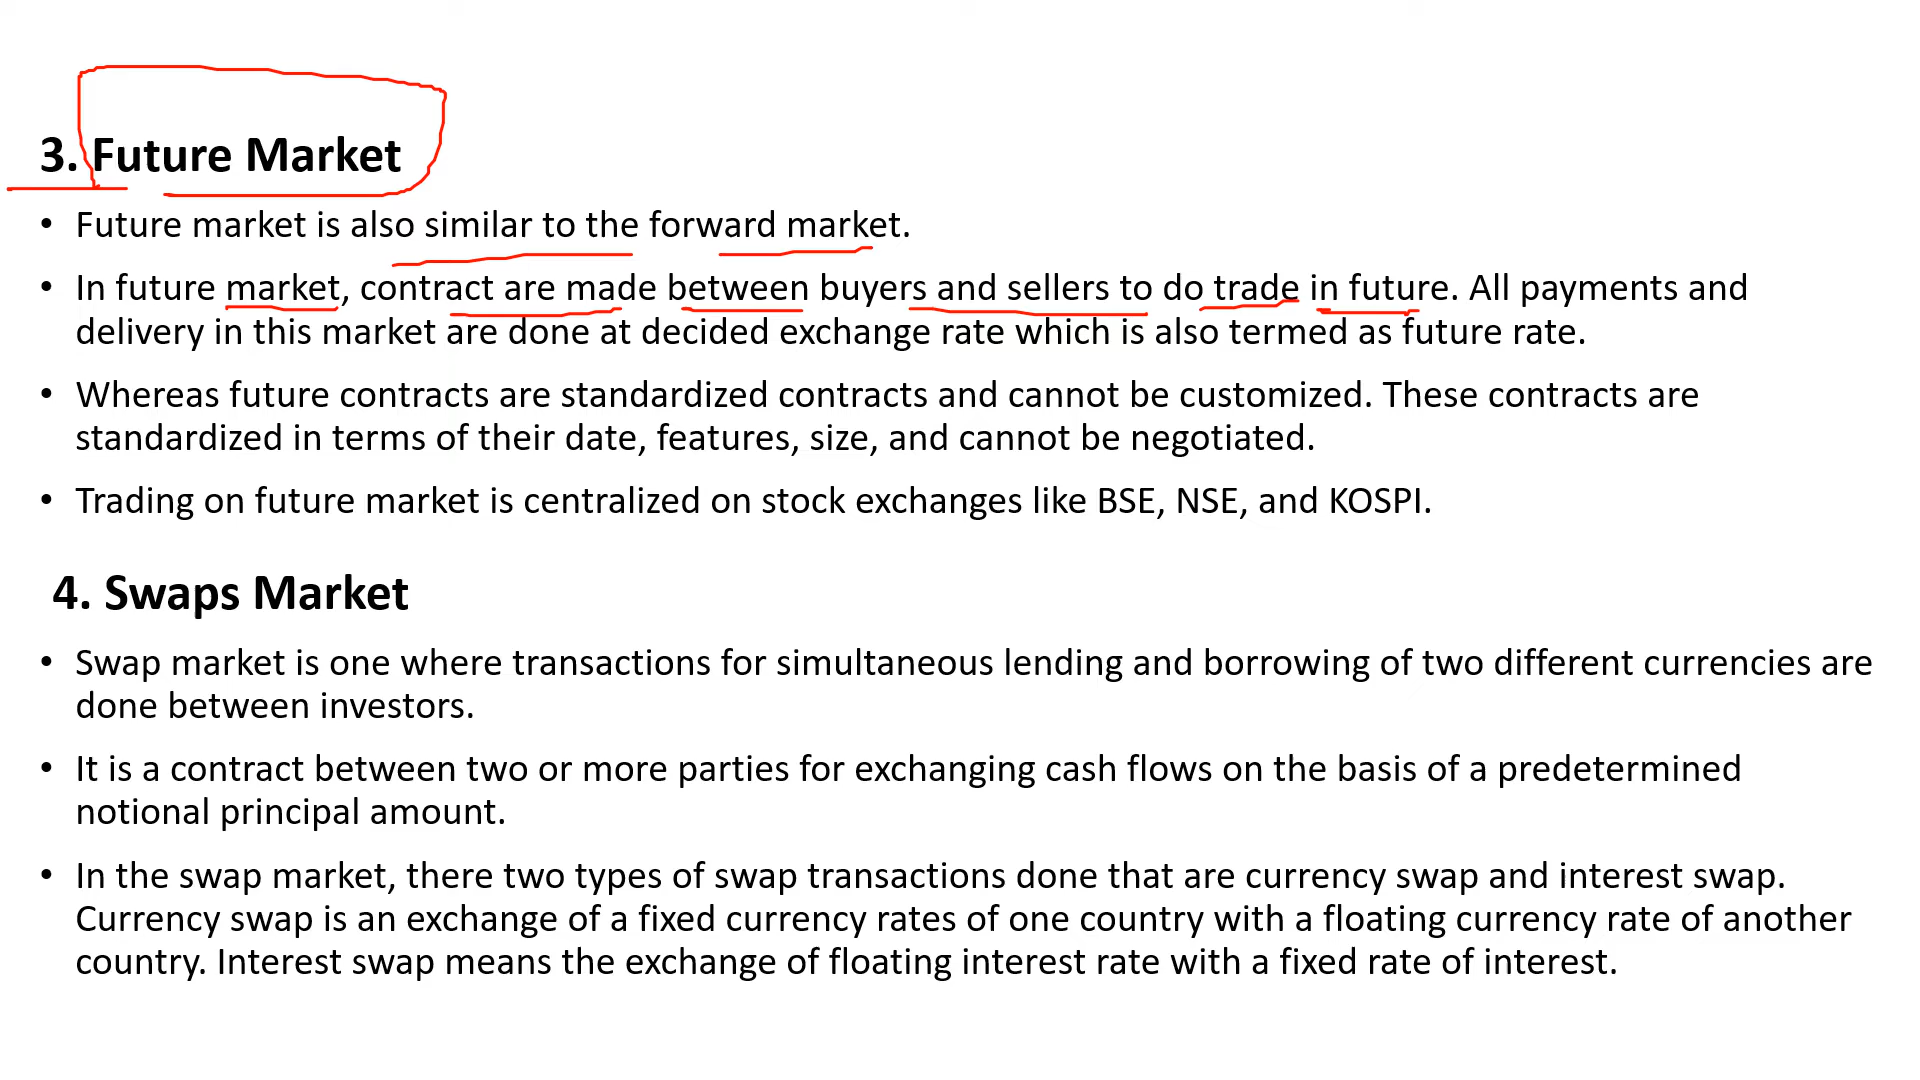 3. Future Market
• Future market is also similar to the forward market.
• In future market, contract are made between buyers and sellers to do trade in future. All payments and
delivery in this market are done at decided exchange rate which is also termed as future rate.
• Whereas future contracts are standardized contracts and cannot be customized. These contracts are
standardized in terms of their date, features, size, and cannot be negotiated.
• Trading on future market is centralized on stock exchanges like BSE, NSE, and KOSPI.
4. Swaps Market
• Swap market is one where transactions for simultaneous lending and borrowing of two different currencies are
done between investors.
• It is a contract between two or more parties for exchanging cash flows on the basis of a predetermined
notional principal amount.
• In the swap market, there two types of swap transactions done that are currency swap and interest swap.
Currency swap is an exchange of a fixed currency rates of one country with a floating currency rate of another
country. Interest swap means the exchange of floating interest rate with a fixed rate of interest.